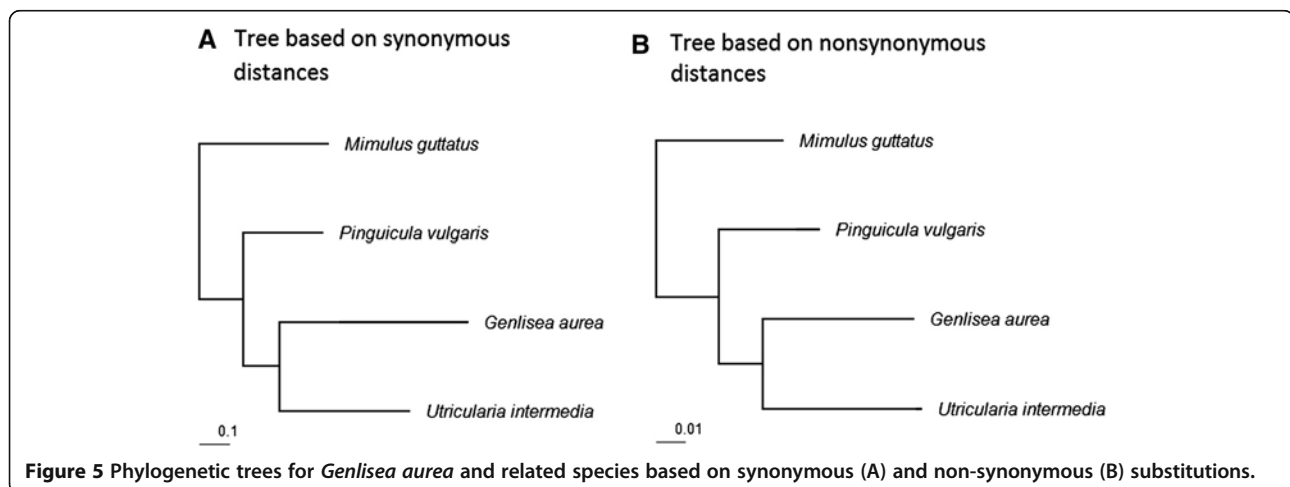 A Tree based on synonymous
distances
Mimulus guttatus
Pinguicula vulgaris
Genlisea aurea
Utricularia intermedia
0.1
B Tree based on nonsynonymous
distances
Mimulus guttatus
Pinguicula vulgaris
Genlisea aurea
Utricularia intermedia
0.01
Figure 5 Phylogenetic trees for Genlisea aurea and related species based on synonymous (A) and non-synonymous (B) substitutions.